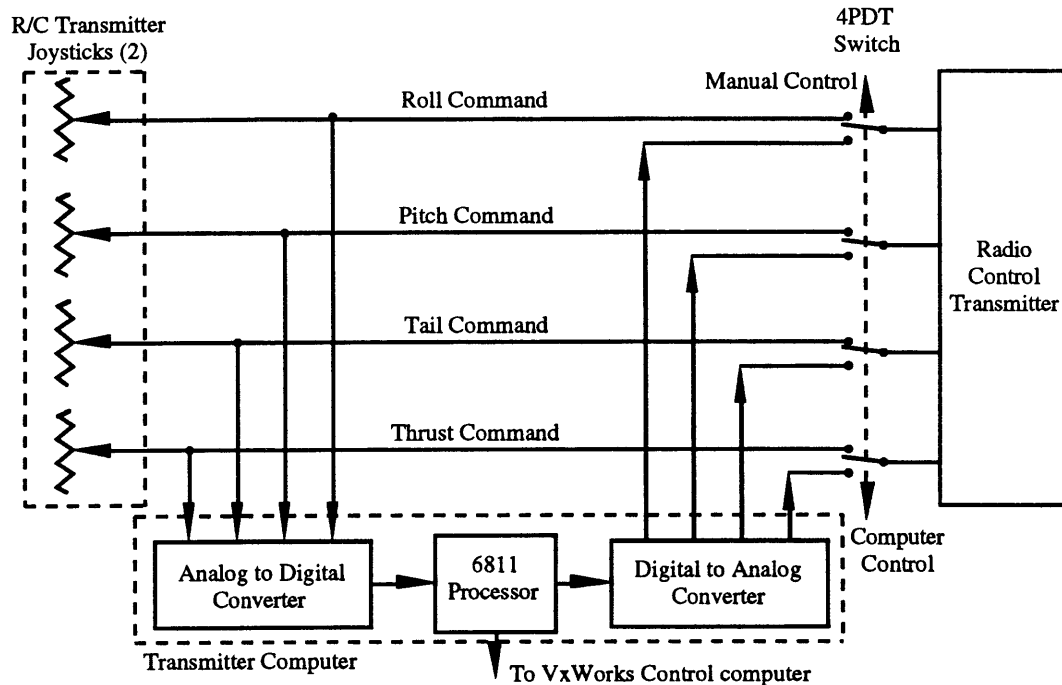 R/C Transmitter
Joysticks (2)
4PDT
Switch
Roll Command
Manual Control
Pitch Command
Radio
Control
Transmitter
Tail Command
Thrust Command
Computer
Control
Analog to Digital
Converter
6811
Processor
Digital to Analog
Converter
Transmitter Computer
To VxWorks Control computer